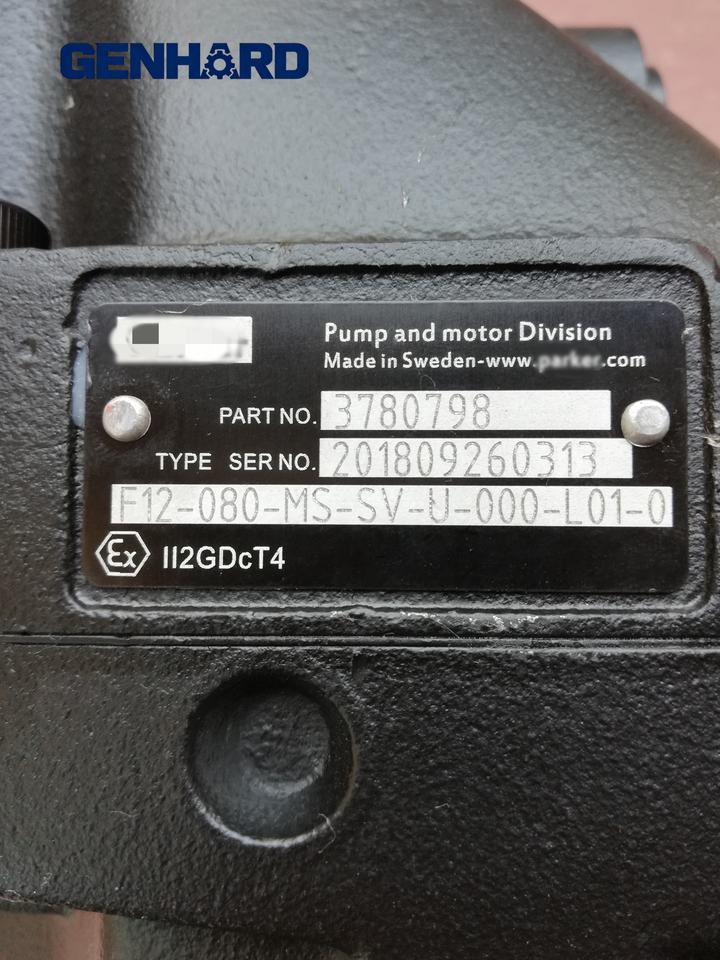 GENHARD
Pump and motor Division
Made in Sweden-www.parker.com
PART NO. 3780798
TYPE SER NO. 201809260313
F12-080-MS-SV-U-000-L01-0
Ex II2GDcT4